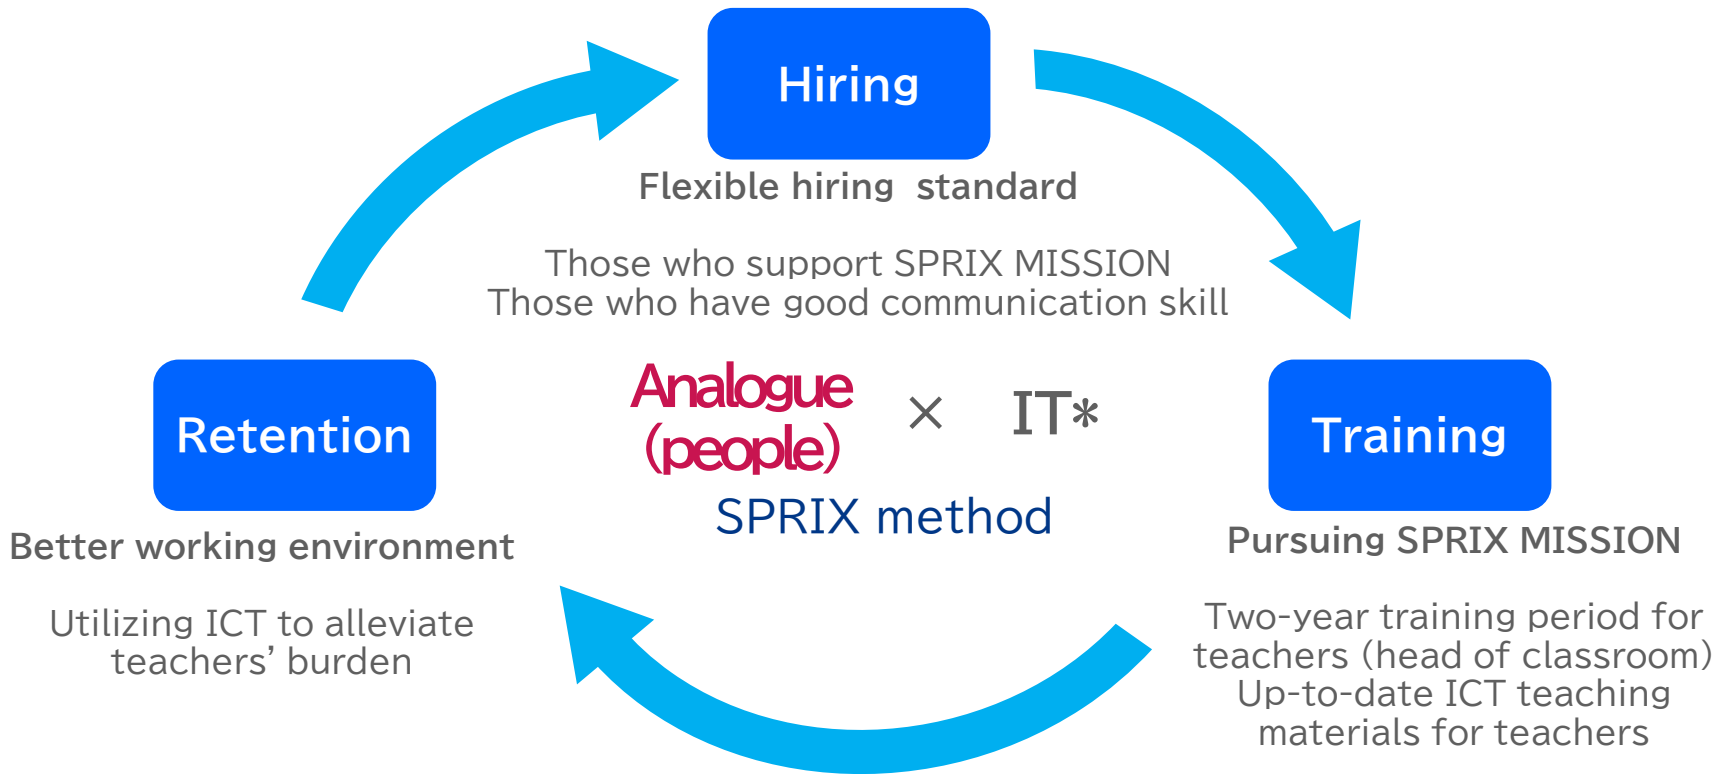 Hiring
Flexible hiring standard
Those who support SPRIX MISSION
Those who have good communication skill
Analogue
(people)
× IT*
SPRIX method
Retention
Better working environment
Utilizing ICT to alleviate
teachers’ burden
Training
Pursuing SPRIX MISSION
Two-year training period for
teachers (head of classroom)
Up-to-date ICT teaching
materials for teachers